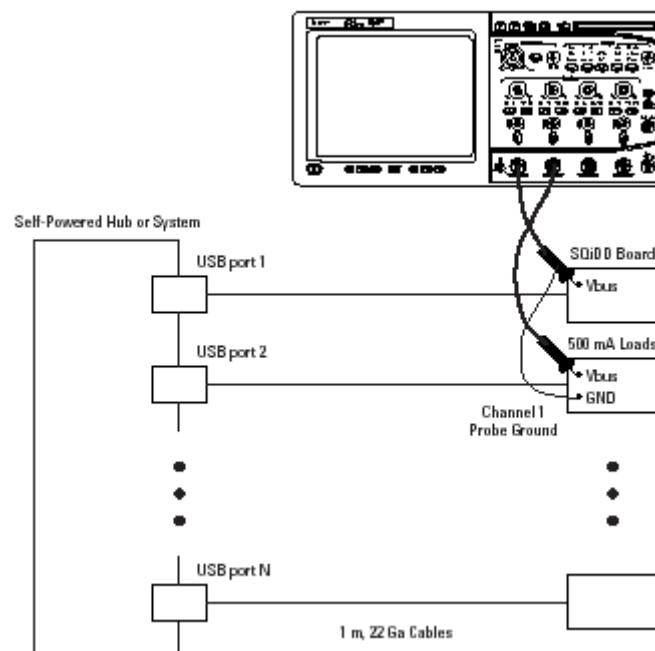 Self-Powered Hub or System
USB port 1
SQiDD Board
Vbus
USB port 2
500 mA Loads
Vbus
GND
Channel 1
Probe Ground
USB port N
1 m, 22 Ga Cables